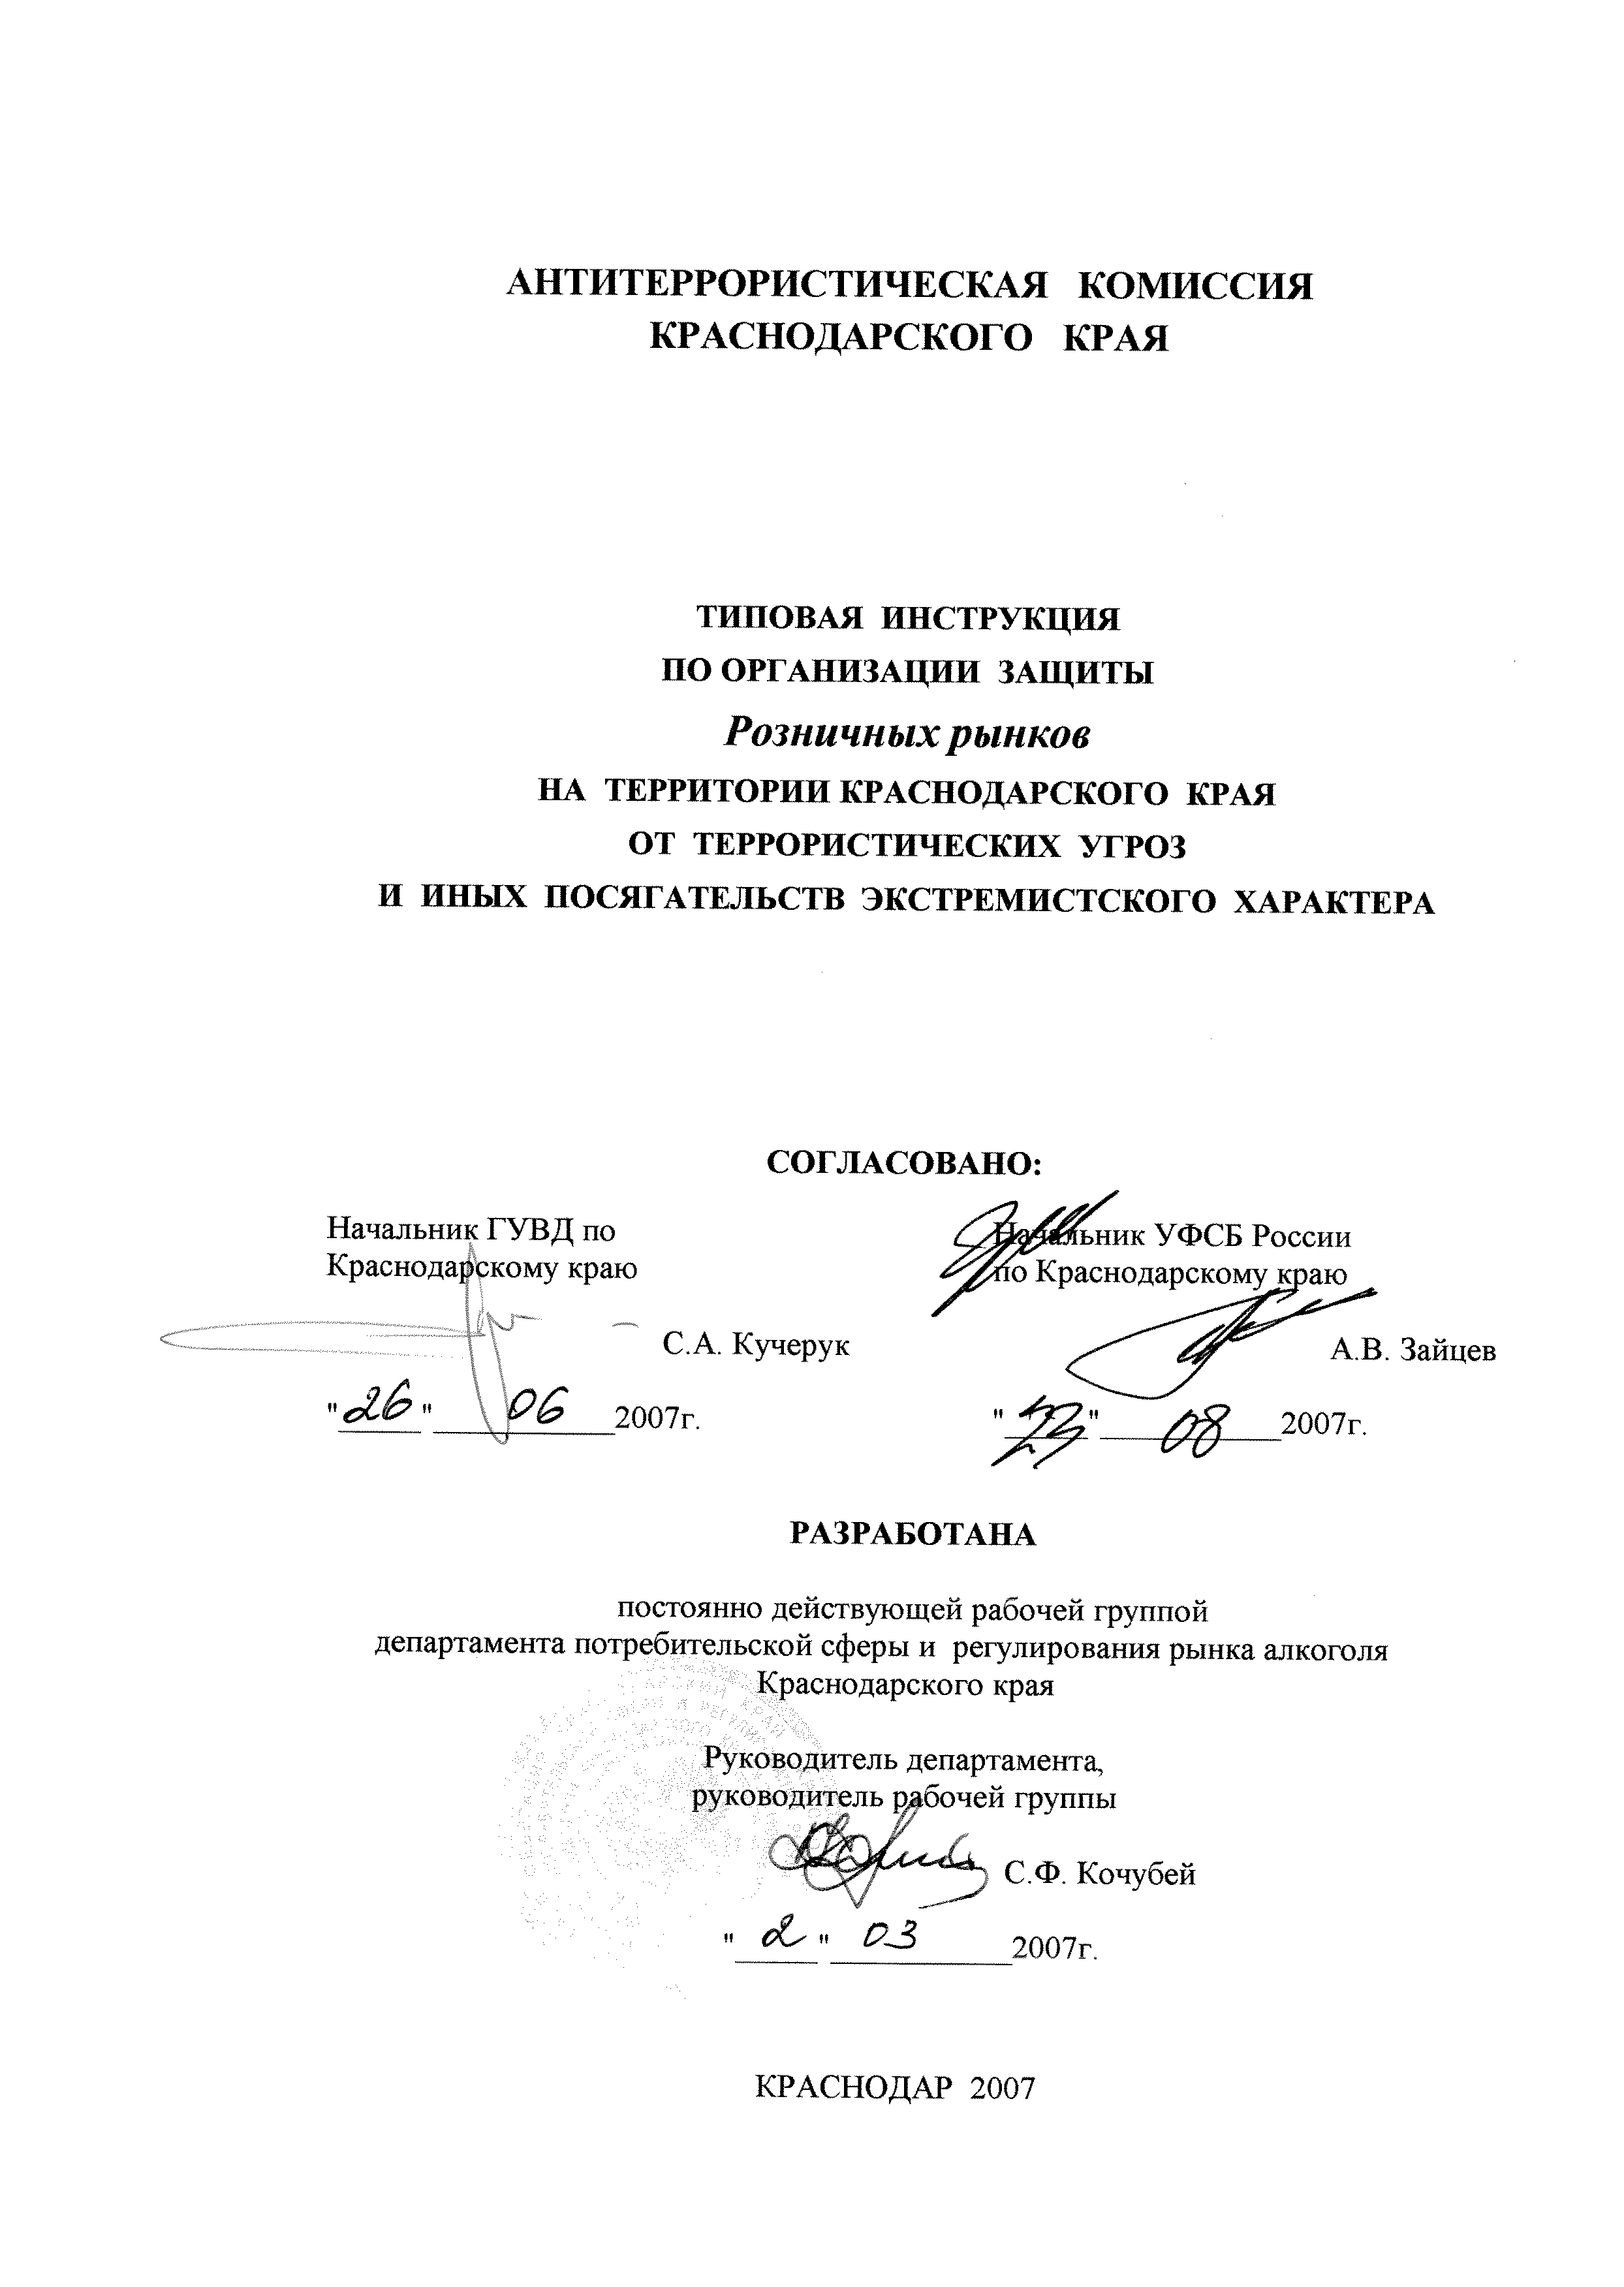 АНТИТЕРРОРИСТИЧЕСКАЯ КОМИССИЯ
КРАСНОДАРСКОГО КРАЯ
ТИПОВАЯ ИНСТРУКЦИЯ
ПО ОРГАНИЗАЦИИ ЗАЩИТЫ
Розничных рынков
НА ТЕРРИТОРИИ КРАСНОДАРСКОГО КРАЯ
ОТ ТЕРРОРИСТИЧЕСКИХ УГРОЗ
И ИНЫХ ПОСЯГАТЕЛЬСТВ ЭКСТРЕМИСТСКОГО ХАРАКТЕРА
СОГЛАСОВАНО:
Начальник ГУВД по
Краснодарскому краю
С.А. Кучерук
"26" 06 2007г.
Начальник УФСБ России
по Краснодарскому краю
А.В. Зайцев
"23" 08 2007г.
РАЗРАБОТАНА
постоянно действующей рабочей группой
департамента потребительской сферы и регулирования рынка алкоголя
Краснодарского края
Руководитель департамента,
руководитель рабочей группы
С.Ф. Кочубей
"2" 03 2007г.
КРАСНОДАР 2007